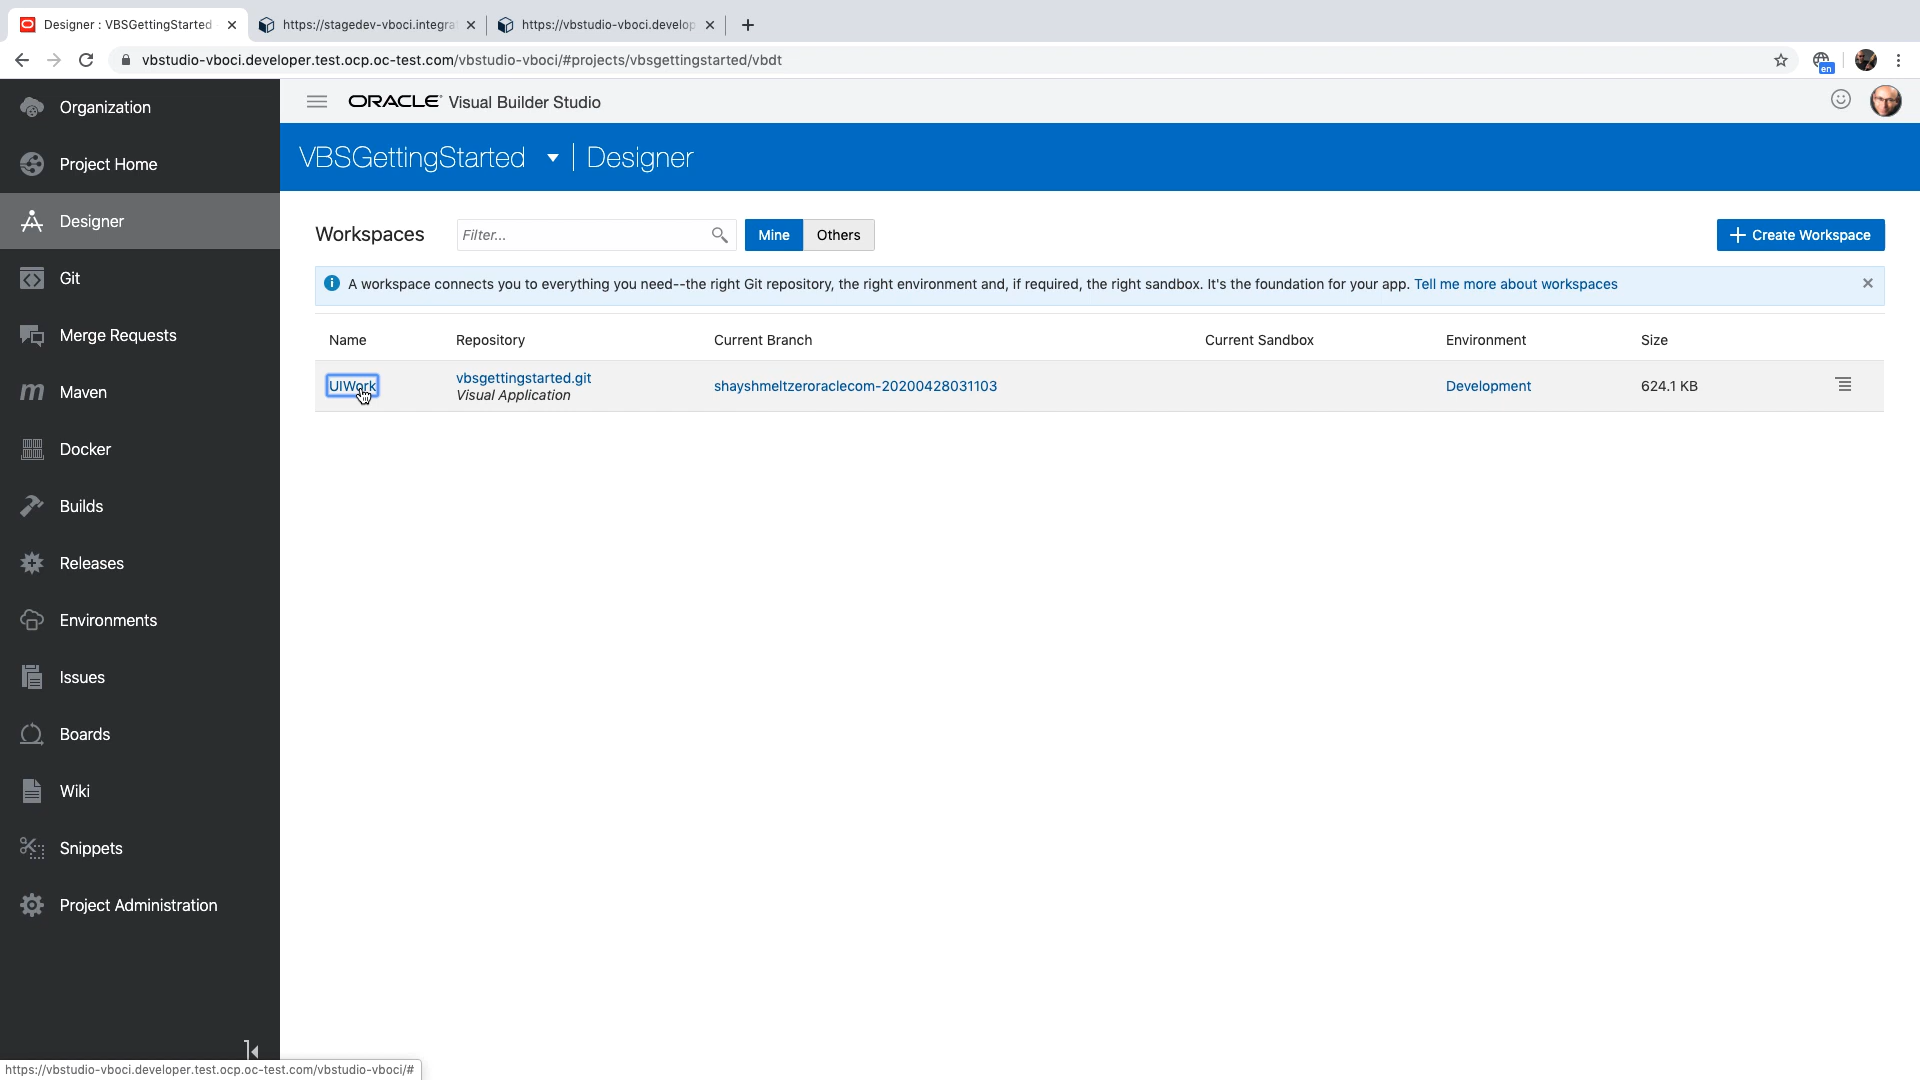 Designer : VBSGettingStarted
https://stagedev-vboci.integra
https://vbstudio-vboci.develop
vbstudio-vboci.developer.test.ocp.oc-test.com/vbstudio-vboci/#projects/vbsgettingstarted/vbdt
en
Organization
Project Home
Designer
Git
Merge Requests
Maven
Docker
Builds
Releases
Environments
Issues
Boards
Wiki
Snippets
Project Administration
ORACLE Visual Builder Studio
VBSGettingStarted | Designer
Workspaces
Filter...
Mine
Others
+ Create Workspace
A workspace connects you to everything you need--the right Git repository, the right environment and, if required, the right sandbox. It's the foundation for your app. Tell me more about workspaces
Name Repository Current Branch Current Sandbox Environment Size
UIWork vbsgettingstarted.git shayshmeltzeroraclecom-20200428031103 Development 624.1 KB
Visual Application
https://vbstudio-vboci.developer.test.ocp.oc-test.com/vbstudio-vboci/#